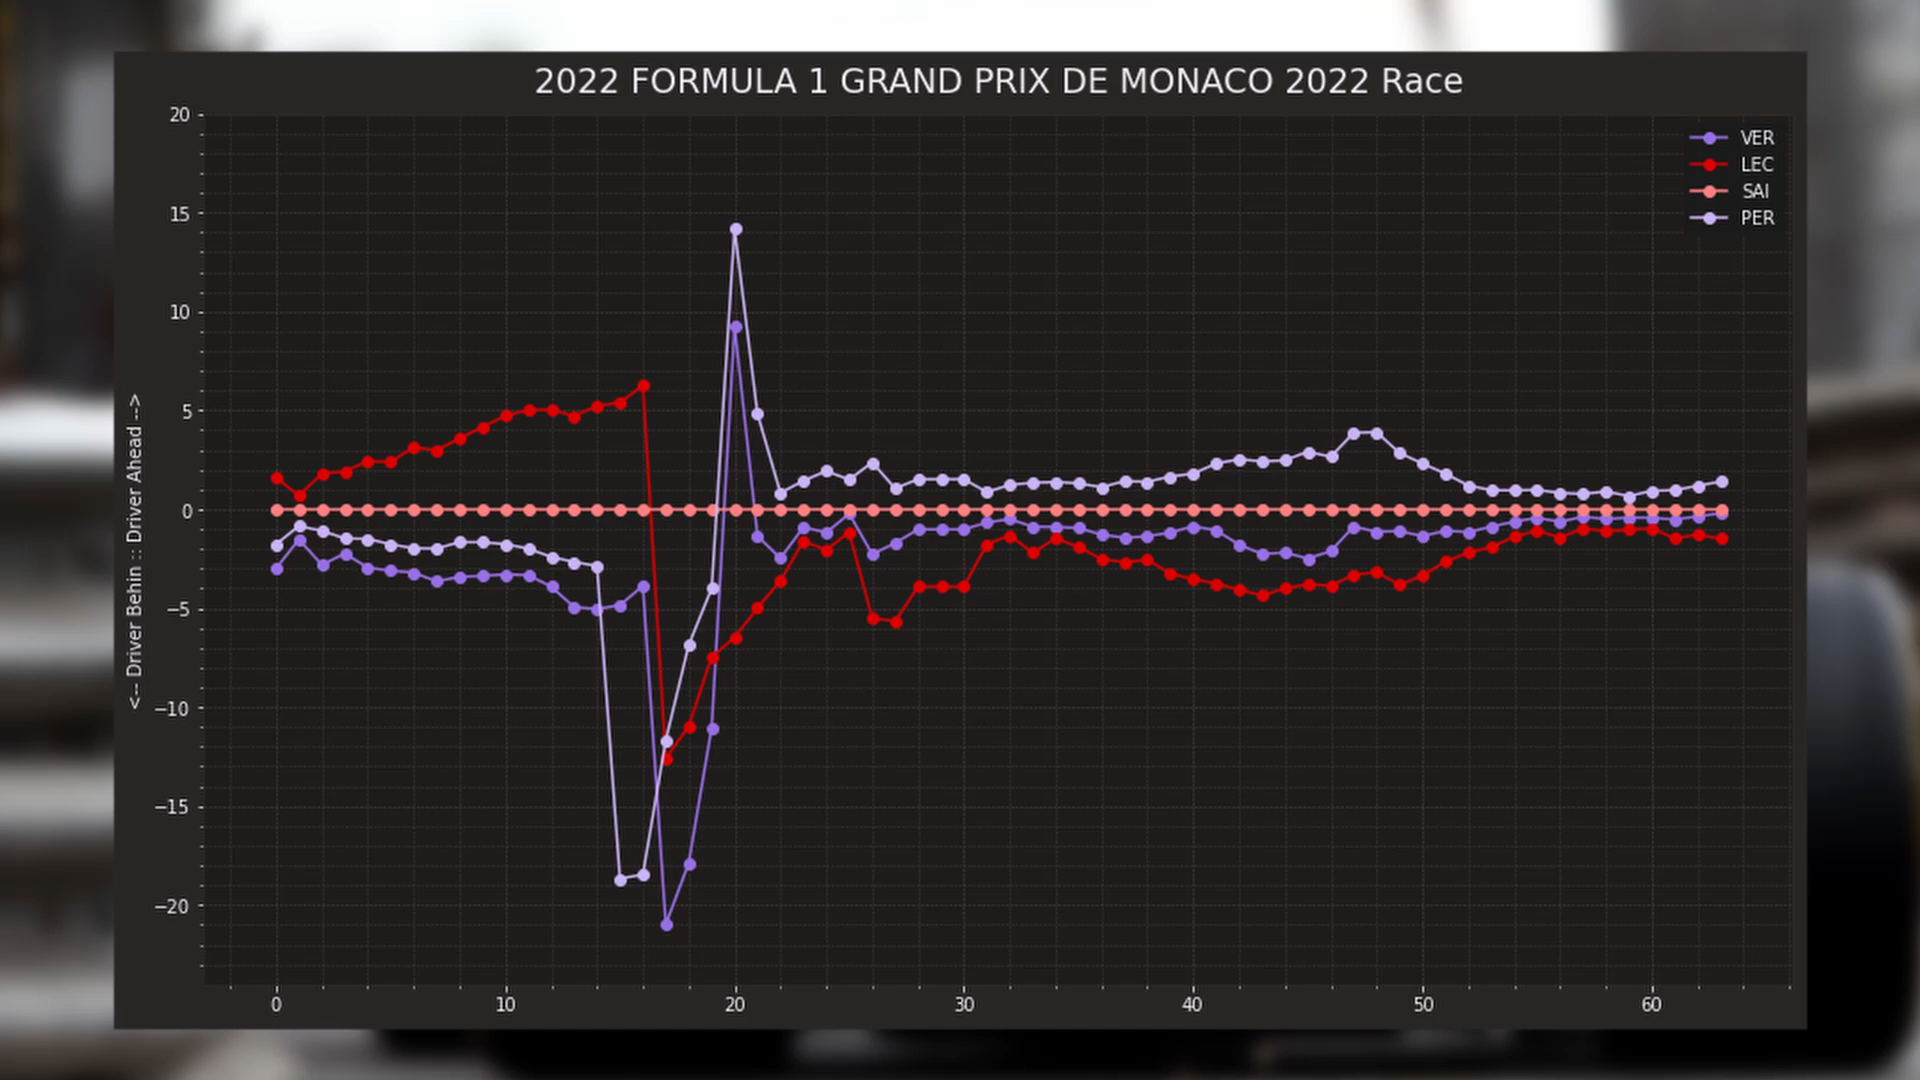 2022 FORMULA 1 GRAND PRIX DE MONACO 2022 Race
VER
LEC
SAI
PER
<-- Driver Behin :: Driver Ahead -->
20
15
10
5
0
−5
−10
−15
−20
0 10 20 30 40 50 60